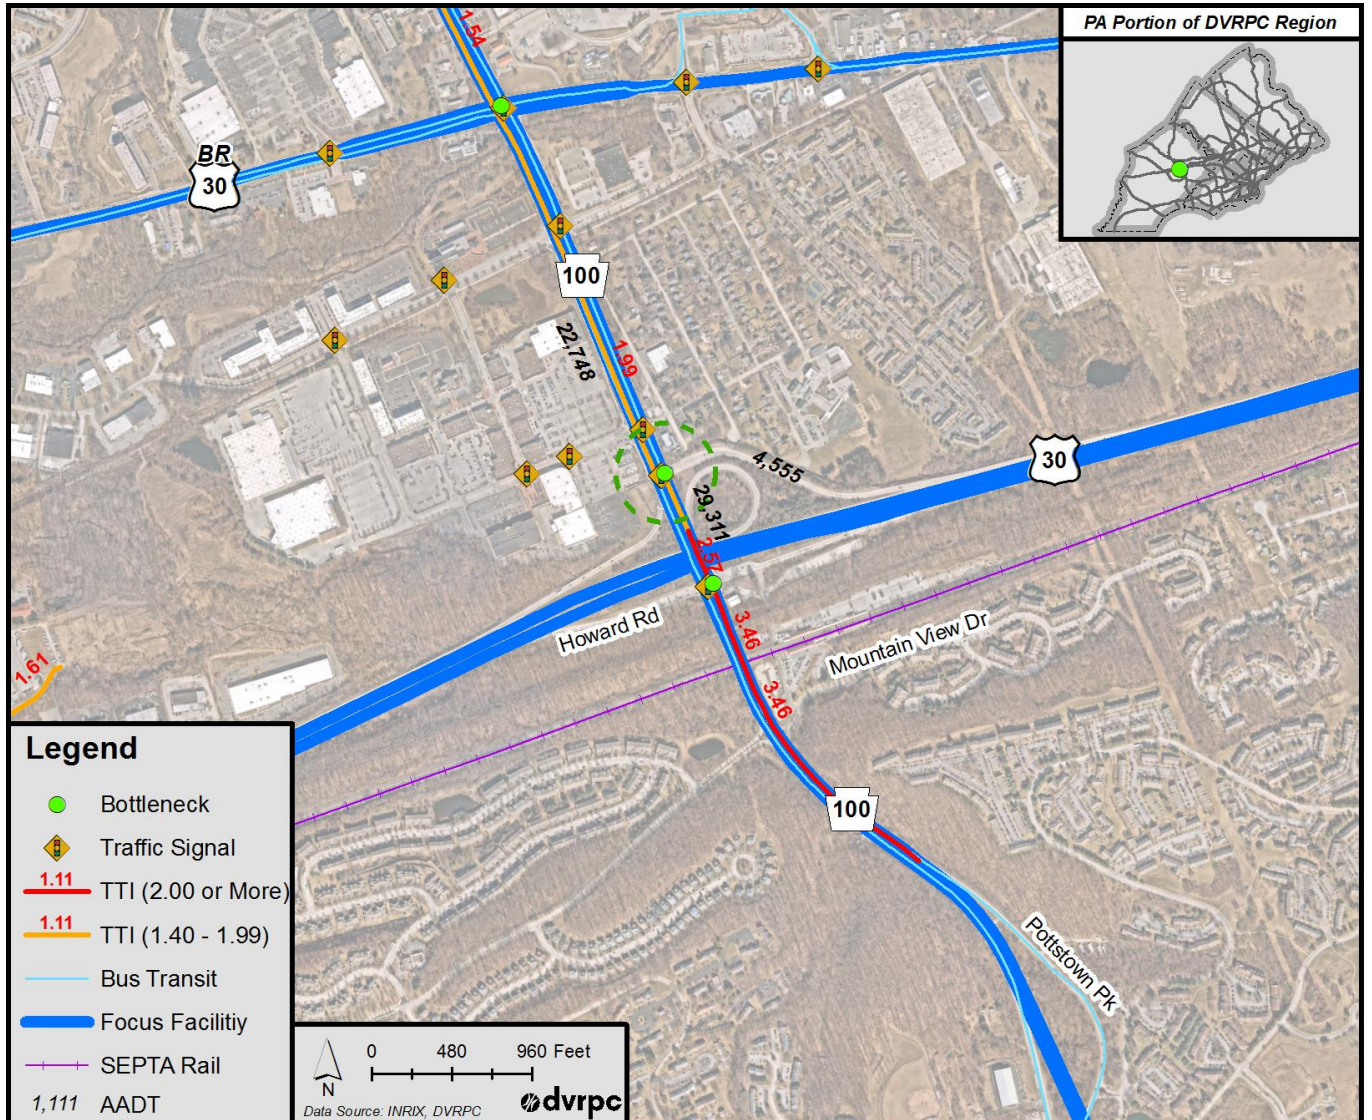 PA Portion of DVRPC Region
1.54
BR
30
100
22,748
1.99
4,555
30
29,311
2.57
Howard Rd
3.46
Mountain View Dr
3.46
1.61
100
Pottstown Pk
Legend
Bottleneck
Traffic Signal
1.11 TTI (2.00 or More)
1.11 TTI (1.40 - 1.99)
Bus Transit
Focus Facilitiy
SEPTA Rail
1,111 AADT
0 480 960 Feet
N
Data Source: INRIX, DVRPC
dvrpc